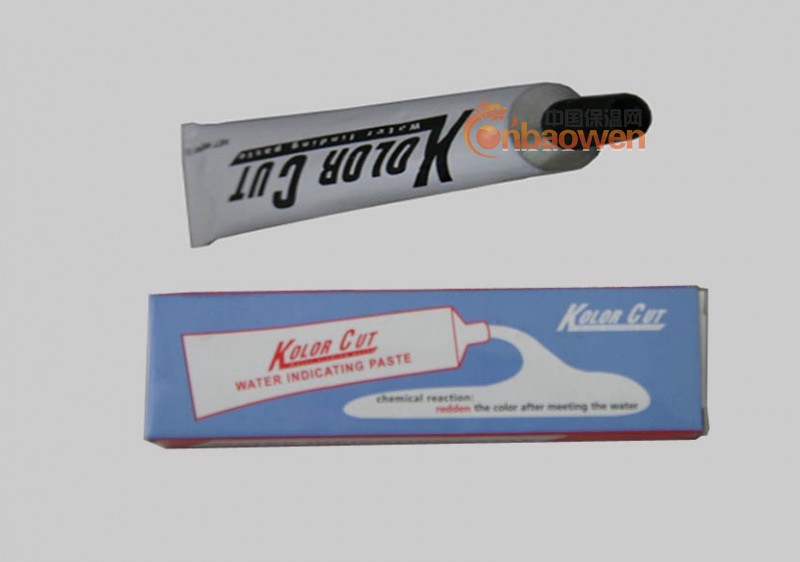 KOLOR CUT
Water finding paste
中国保温网
cnbaowen
KOLOR CUT
KOLOR CUT
WATER INDICATING PASTE
chemical reaction:
redden the color after meeting the water